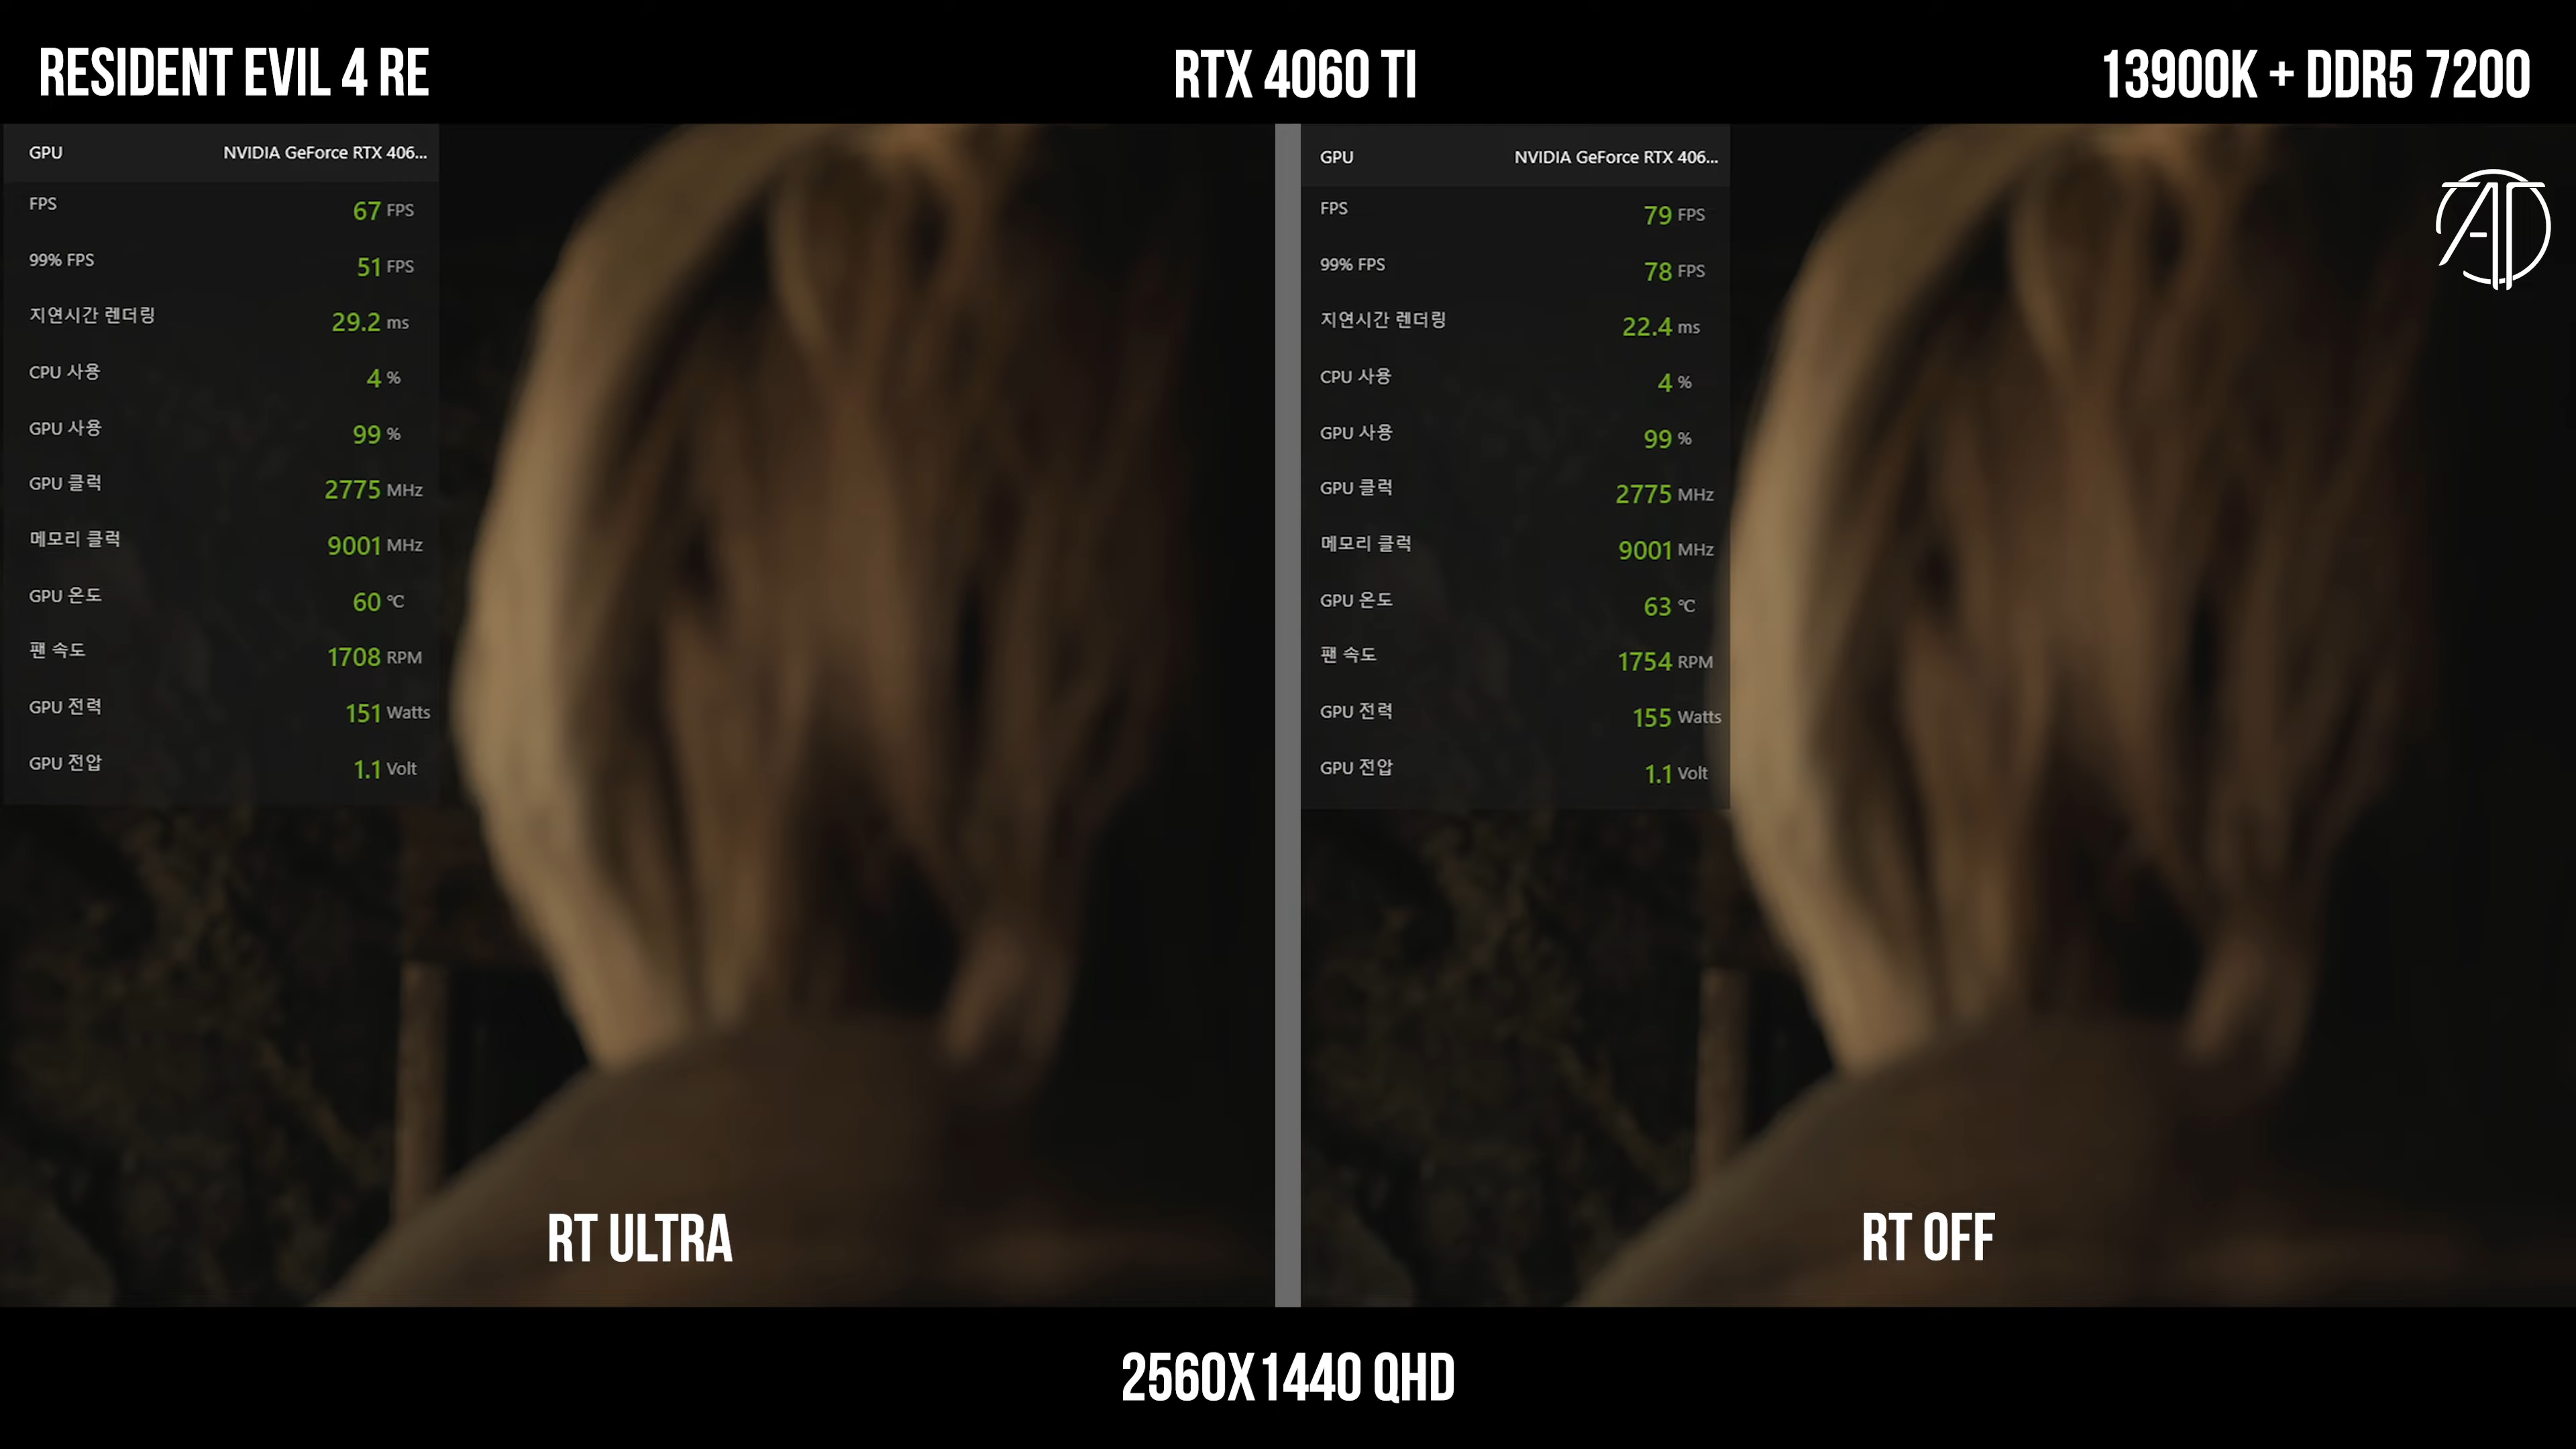 RESIDENT EVIL 4 RE
RTX 4060 TI
13900K + DDR5 7200
GPU NVIDIA GeForce RTX 406...
FPS 67 FPS
99% FPS 51 FPS
지연시간 렌더링 29.2 ms
CPU 사용 4 %
GPU 사용 99 %
GPU 클럭 2775 MHz
메모리 클럭 9001 MHz
GPU 온도 60 °C
팬 속도 1708 RPM
GPU 전력 151 Watts
GPU 전압 1.1 Volt
RT ULTRA
GPU NVIDIA GeForce RTX 406...
FPS 79 FPS
99% FPS 78 FPS
지연시간 렌더링 22.4 ms
CPU 사용 4 %
GPU 사용 99 %
GPU 클럭 2775 MHz
메모리 클럭 9001 MHz
GPU 온도 63 °C
팬 속도 1754 RPM
GPU 전력 155 Watts
GPU 전압 1.1 Volt
RT OFF
2560X1440 QHD